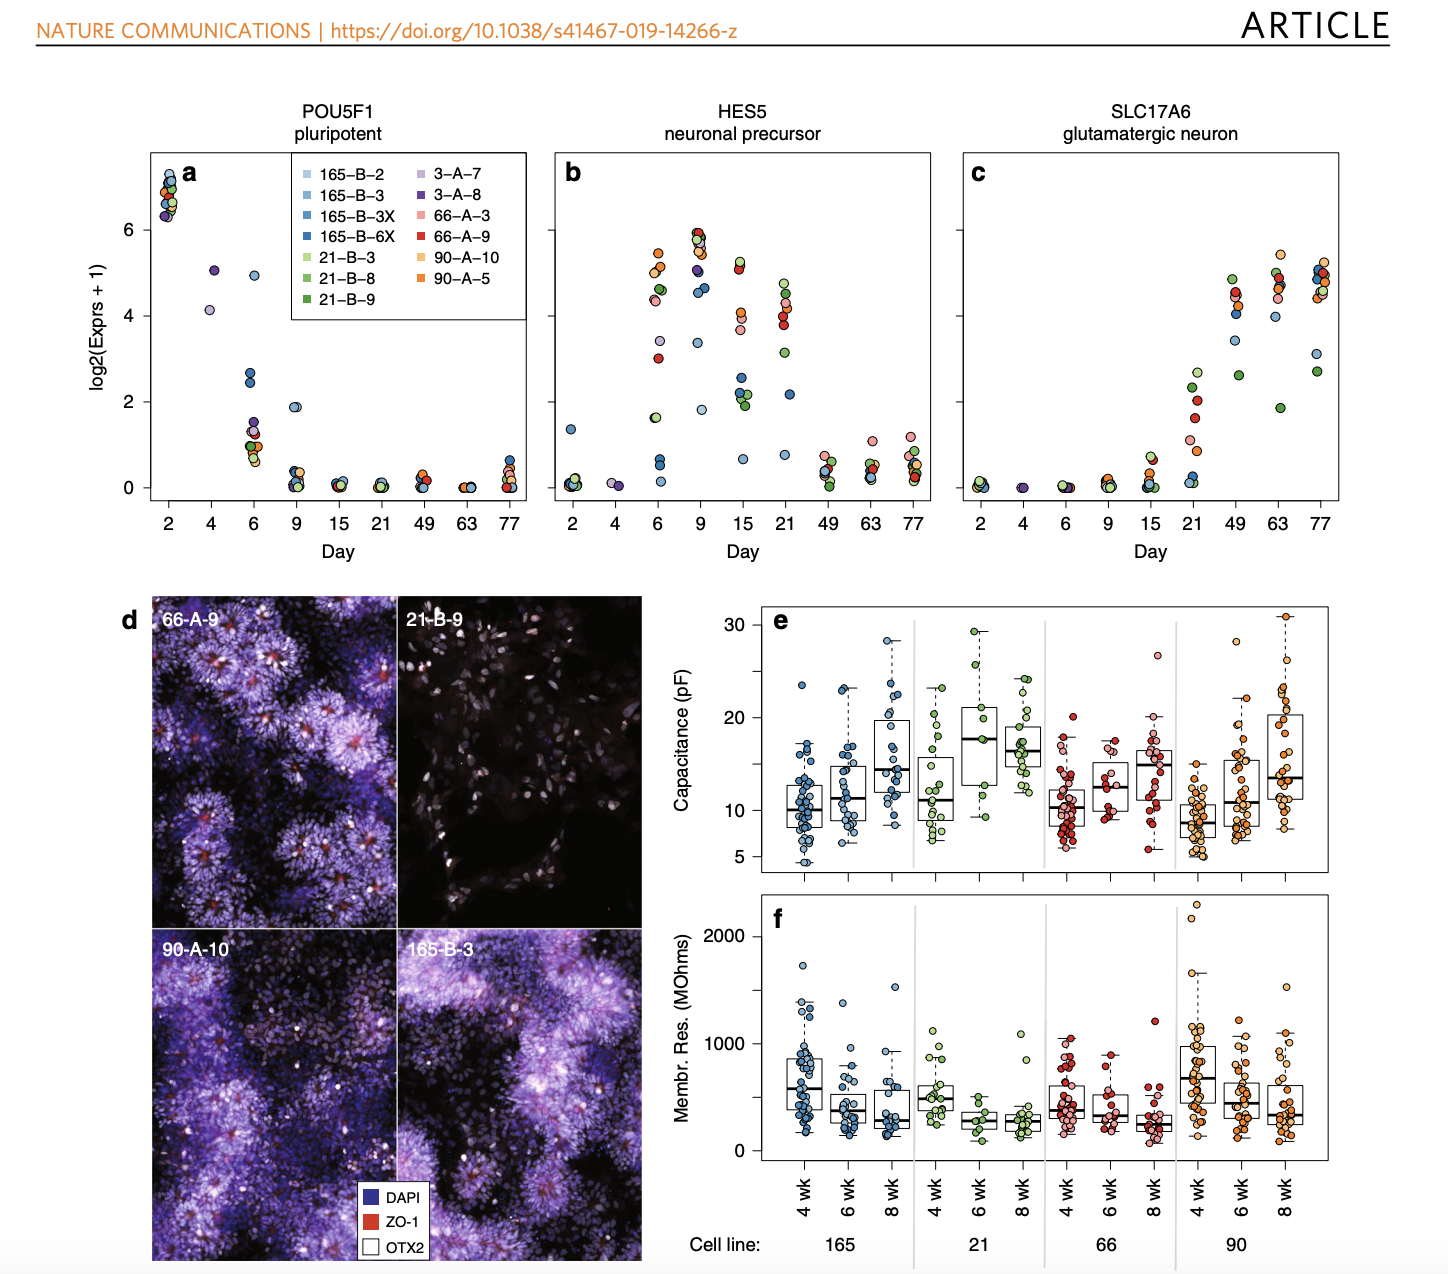 NATURE COMMUNICATIONS | https://doi.org/10.1038/s41467-019-14266-z
ARTICLE
POU5F1
pluripotent
HES5
neuronal precursor
SLC17A6
glutamatergic neuron
a
165-B-2
165-B-3
165-B-3X
165-B-6X
21-B-3
21-B-8
21-B-9
3-A-7
3-A-8
66-A-3
66-A-9
90-A-10
90-A-5
b
c
log2(Exprs + 1)
6
4
2
0
2 4 6 9 15 21 49 63 77
Day
2 4 6 9 15 21 49 63 77
Day
2 4 6 9 15 21 49 63 77
Day
d
66-A-9
21-B-9
90-A-10
165-B-3
DAPI
ZO-1
OTX2
e
Capacitance (pF)
30
20
10
5
f
Membr. Res. (MOhms)
2000
1000
0
4 wk 6 wk 8 wk 4 wk 6 wk 8 wk 4 wk 6 wk 8 wk 4 wk 6 wk 8 wk
Cell line: 165 21 66 90